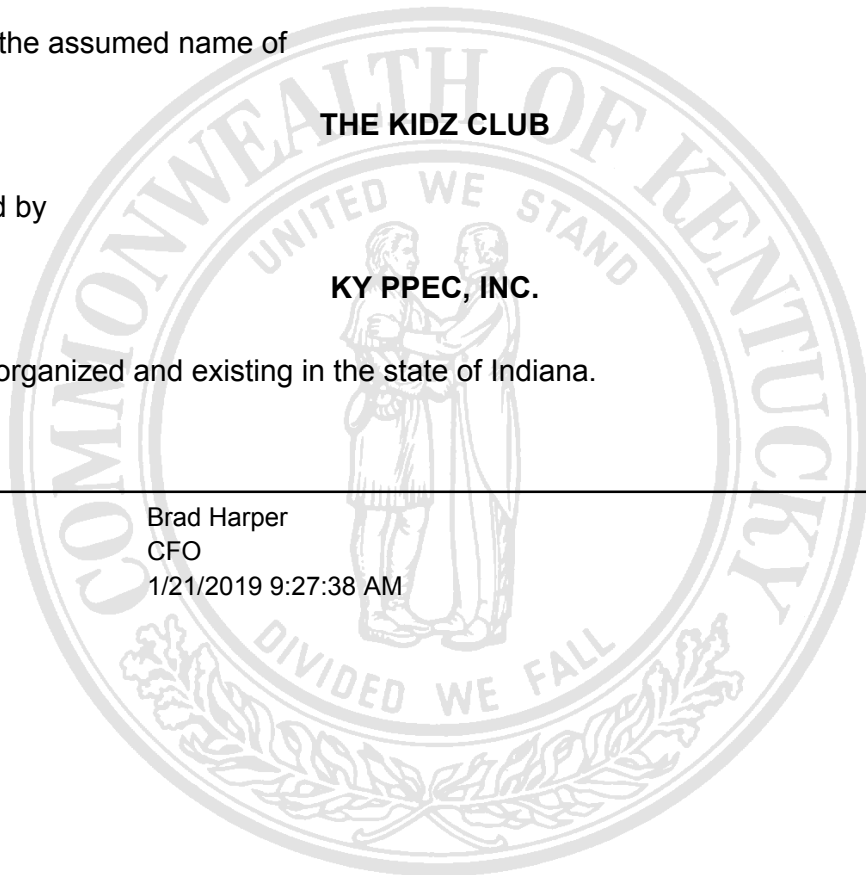 the assumed name of
THE KIDZ CLUB
d by
KY PPEC, INC.
organized and existing in the state of Indiana.
Brad Harper
CFO
1/21/2019 9:27:38 AM
COMMONWEALTH OF KENTUCKY
UNITED WE STAND
DIVIDED WE FALL